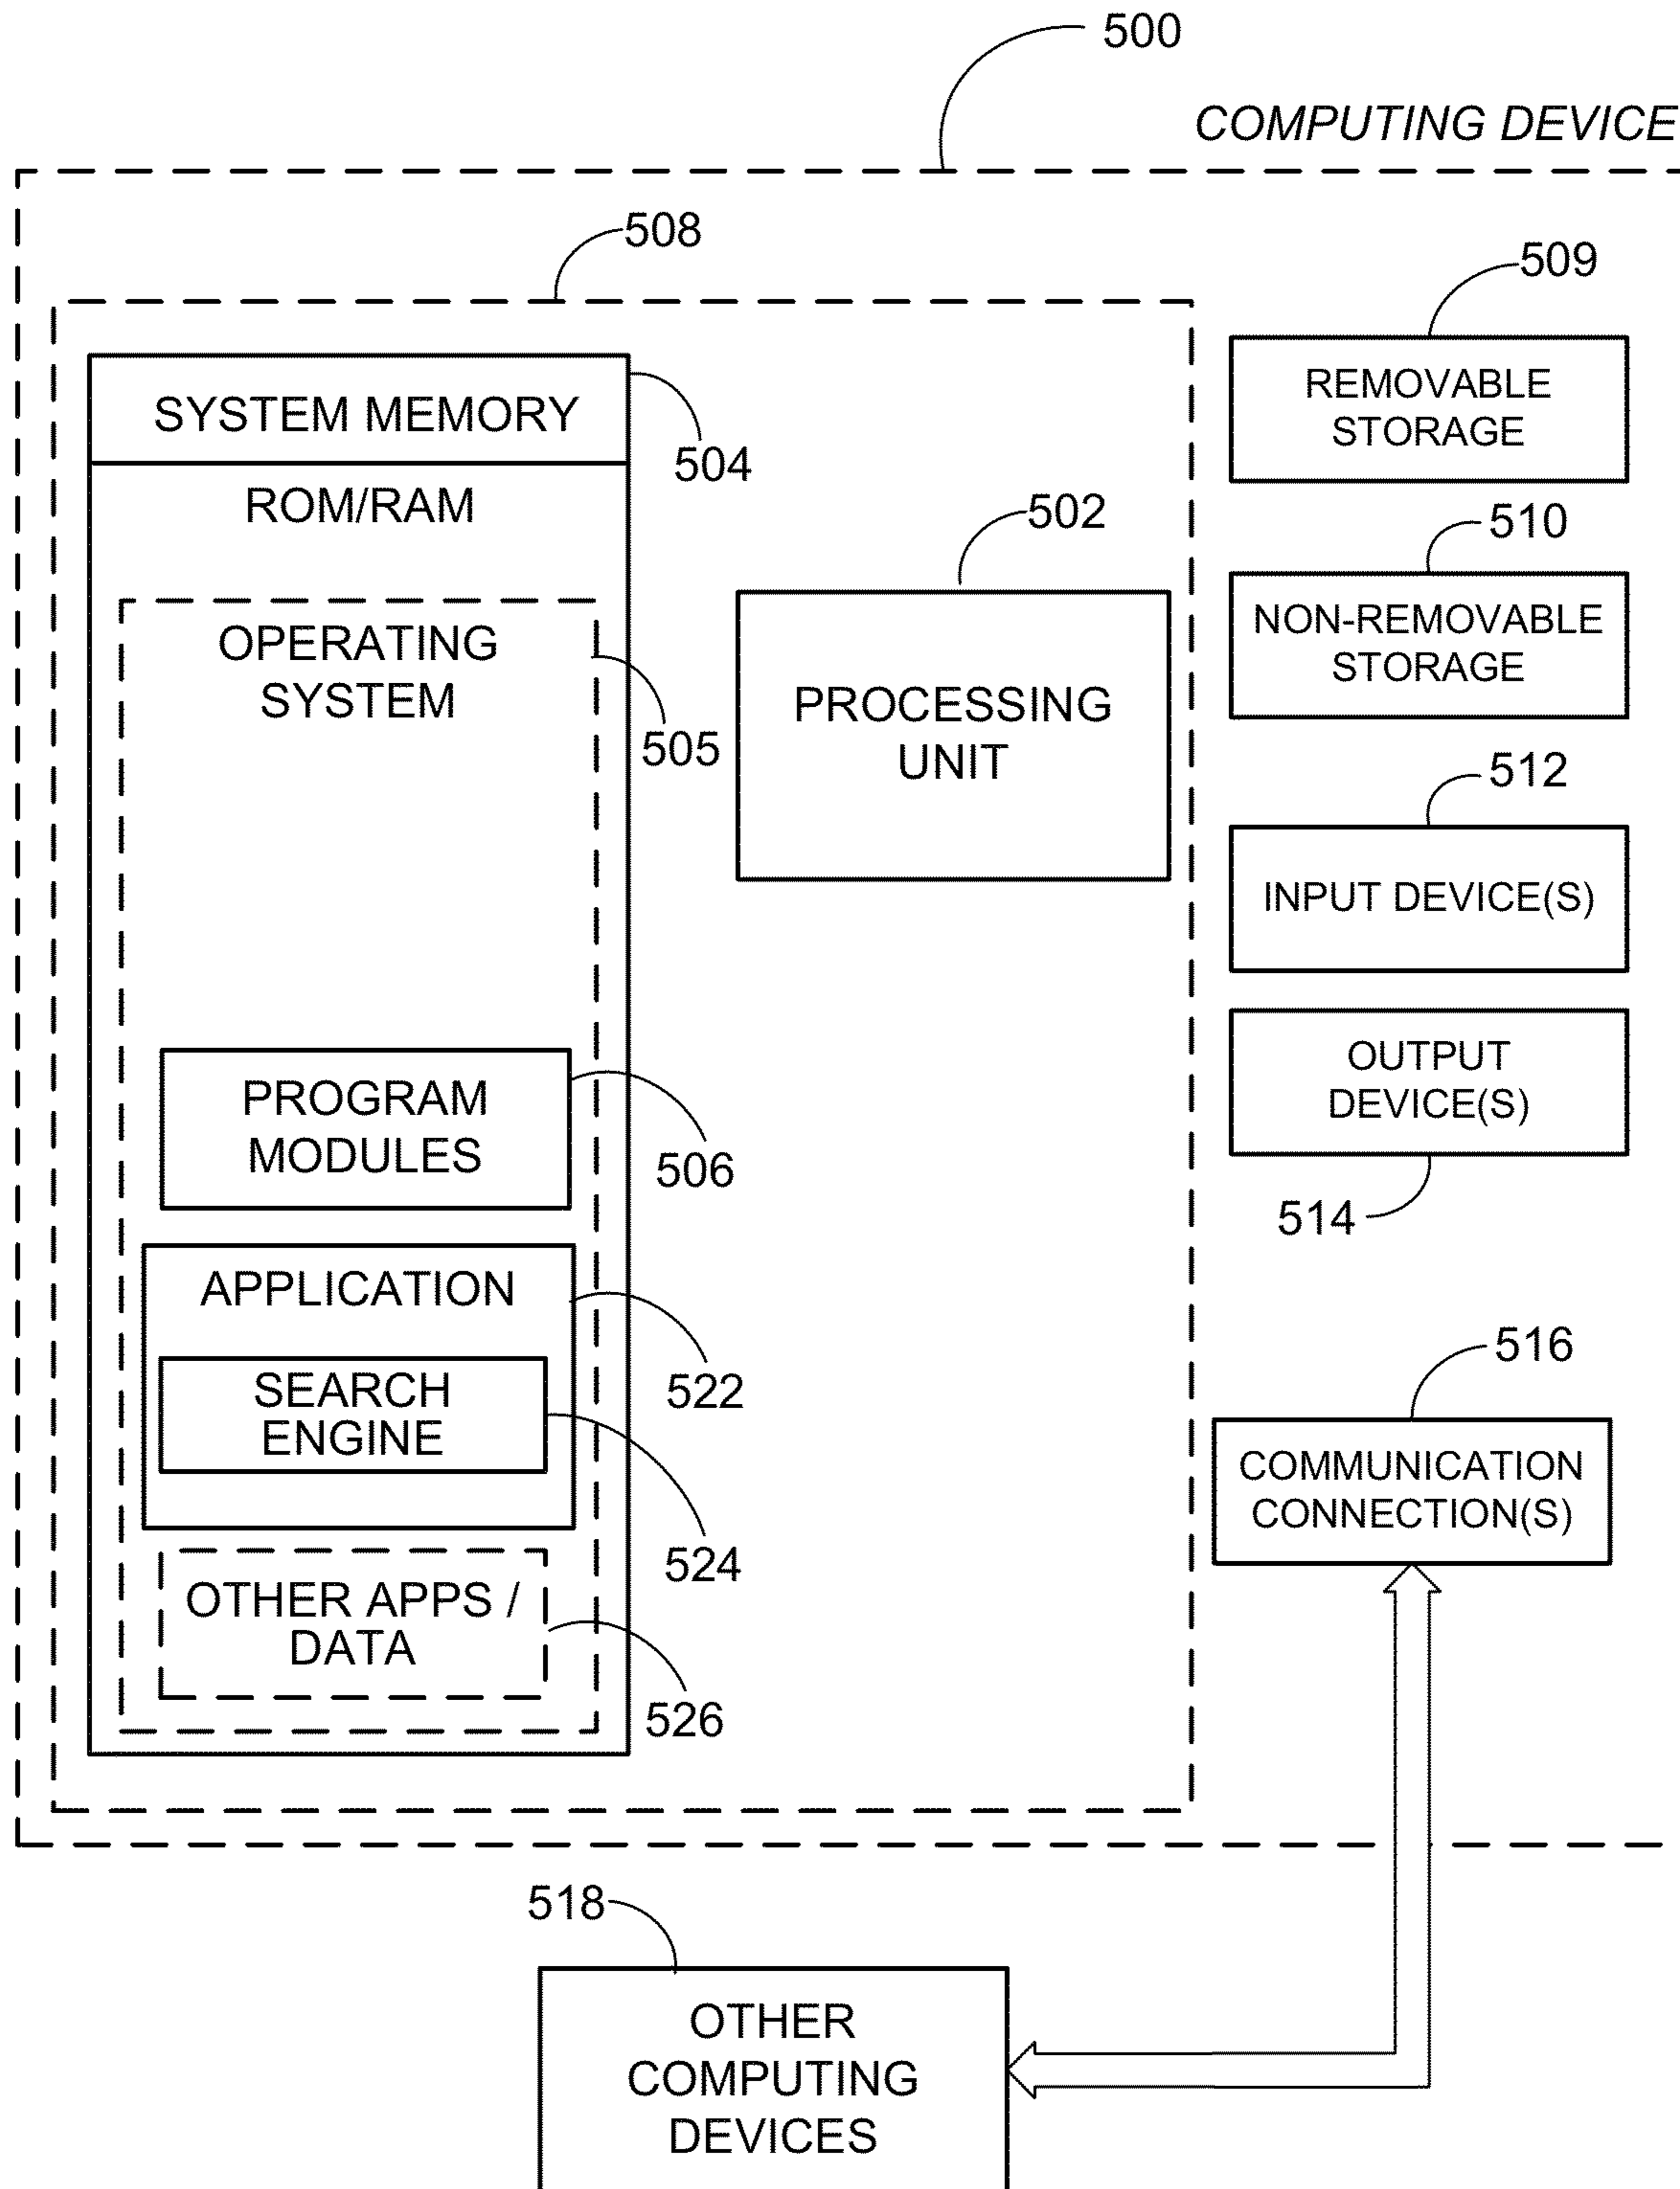 500
COMPUTING DEVICE
508
509
SYSTEM MEMORY
504
ROM/RAM
REMOVABLE
STORAGE
502
510
OPERATING
SYSTEM
505
PROCESSING
UNIT
NON-REMOVABLE
STORAGE
512
INPUT DEVICE(S)
PROGRAM
MODULES
506
OUTPUT
DEVICE(S)
514
APPLICATION
522
SEARCH
ENGINE
524
516
COMMUNICATION
CONNECTION(S)
OTHER APPS /
DATA
526
518
OTHER
COMPUTING
DEVICES